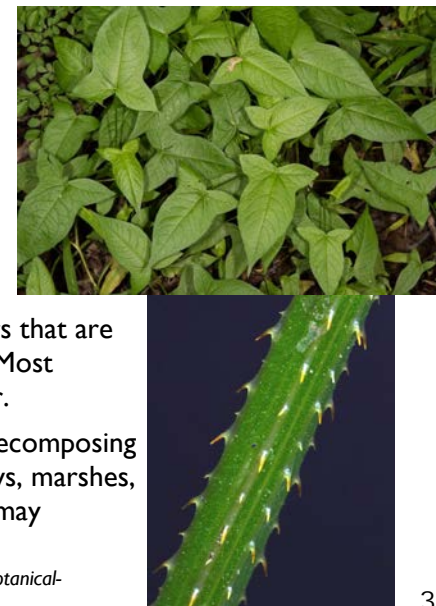 s that are
Most
r.
ecomposing
ys, marshes,
may
otanical-
3